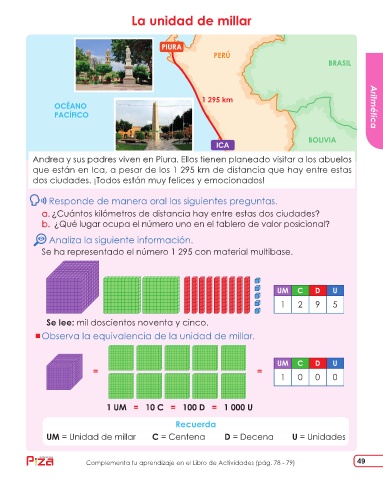 La unidad de millar
PIURA
PERÚ
BRASIL
1 295 km
OCÉANO
PACÍFICO
ICA
BOLIVIA
Aritmética
Andrea y sus padres viven en Piura. Ellos tienen planeado visitar a los abuelos
que están en Ica, a pesar de los 1 295 km de distancia que hay entre estas
dos ciudades. ¡Todos están muy felices y emocionados!
Responde de manera oral las siguientes preguntas.
a. ¿Cuántos kilómetros de distancia hay entre estas dos ciudades?
b. ¿Qué lugar ocupa el número uno en el tablero de valor posicional?
Analiza la siguiente información.
Se ha representado el número 1 295 con material multibase.
UM C D U
1 2 9 5
Se lee: mil doscientos noventa y cinco.
Observa la equivalencia de la unidad de millar.
= =
UM C D U
1 0 0 0
1 UM = 10 C = 100 D = 1 000 U
Recuerda
UM = Unidad de millar C = Centena D = Decena U = Unidades
Complementa tu aprendizaje en el Libro de Actividades (pág. 78 - 79)
49